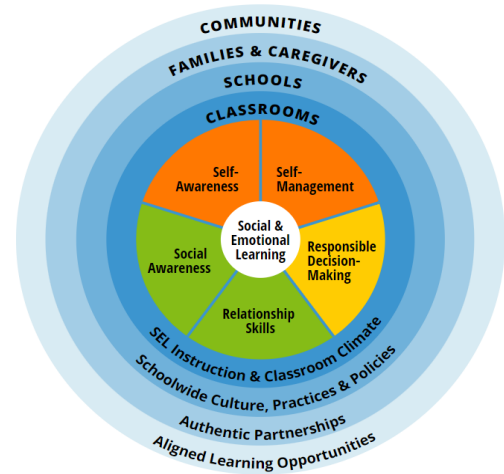 COMMUNITIES
FAMILIES & CAREGIVERS
SCHOOLS
CLASSROOMS
Self-
Awareness
Self-
Management
Social &
Emotional
Learning
Social
Awareness
Responsible
Decision-
Making
Relationship
Skills
SEL Instruction & Classroom Climate
Schoolwide Culture, Practices & Policies
Authentic Partnerships
Aligned Learning Opportunities